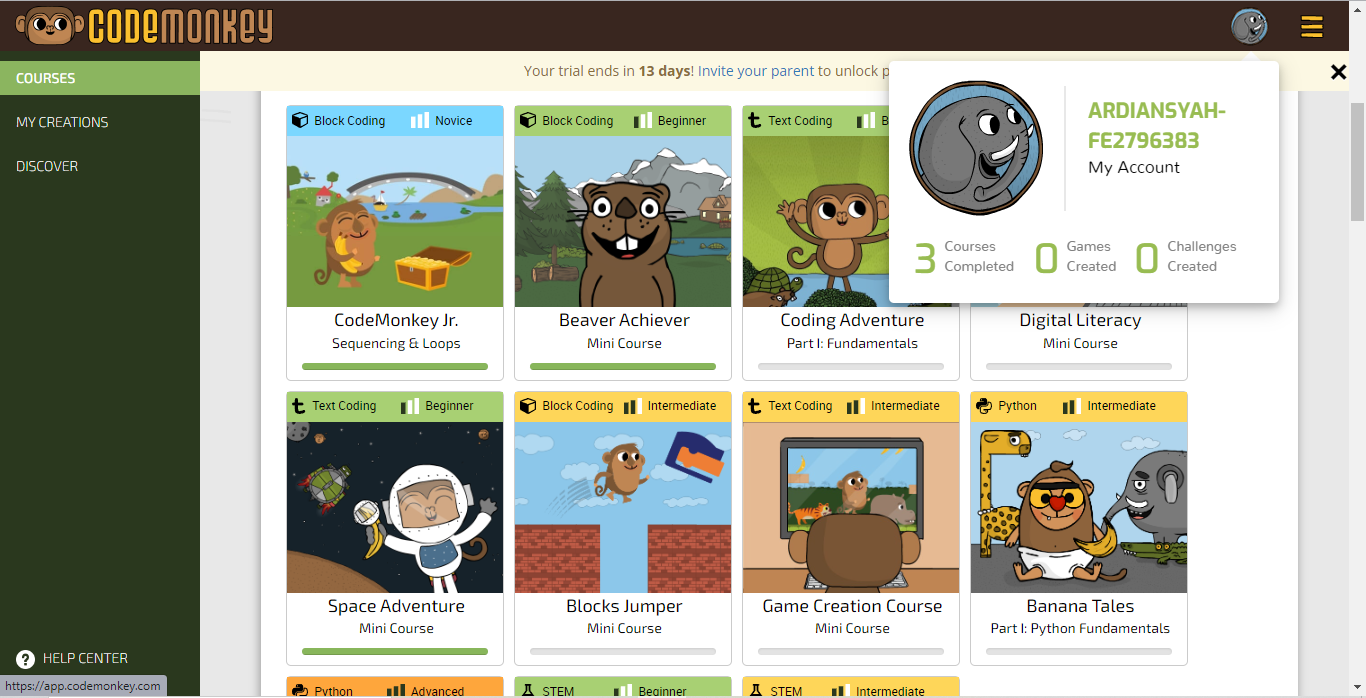 CODEMONKEY
COURSES
MY CREATIONS
DISCOVER
HELP CENTER
https://app.codemonkey.com
Your trial ends in 13 days! Invite your parent to unlock
ARDIANSYAH-
FE2796383
My Account
3 Courses Completed
0 Games Created
0 Challenges Created
Block Coding Novice
CodeMonkey Jr.
Sequencing & Loops
Block Coding Beginner
Beaver Achiever
Mini Course
Text Coding
Coding Adventure
Part I: Fundamentals
Digital Literacy
Mini Course
Text Coding Beginner
Space Adventure
Mini Course
Block Coding Intermediate
Blocks Jumper
Mini Course
Text Coding Intermediate
Game Creation Course
Mini Course
Python Intermediate
Banana Tales
Part I: Python Fundamentals
Python Advanced
STEM Beginner
STEM Intermediate